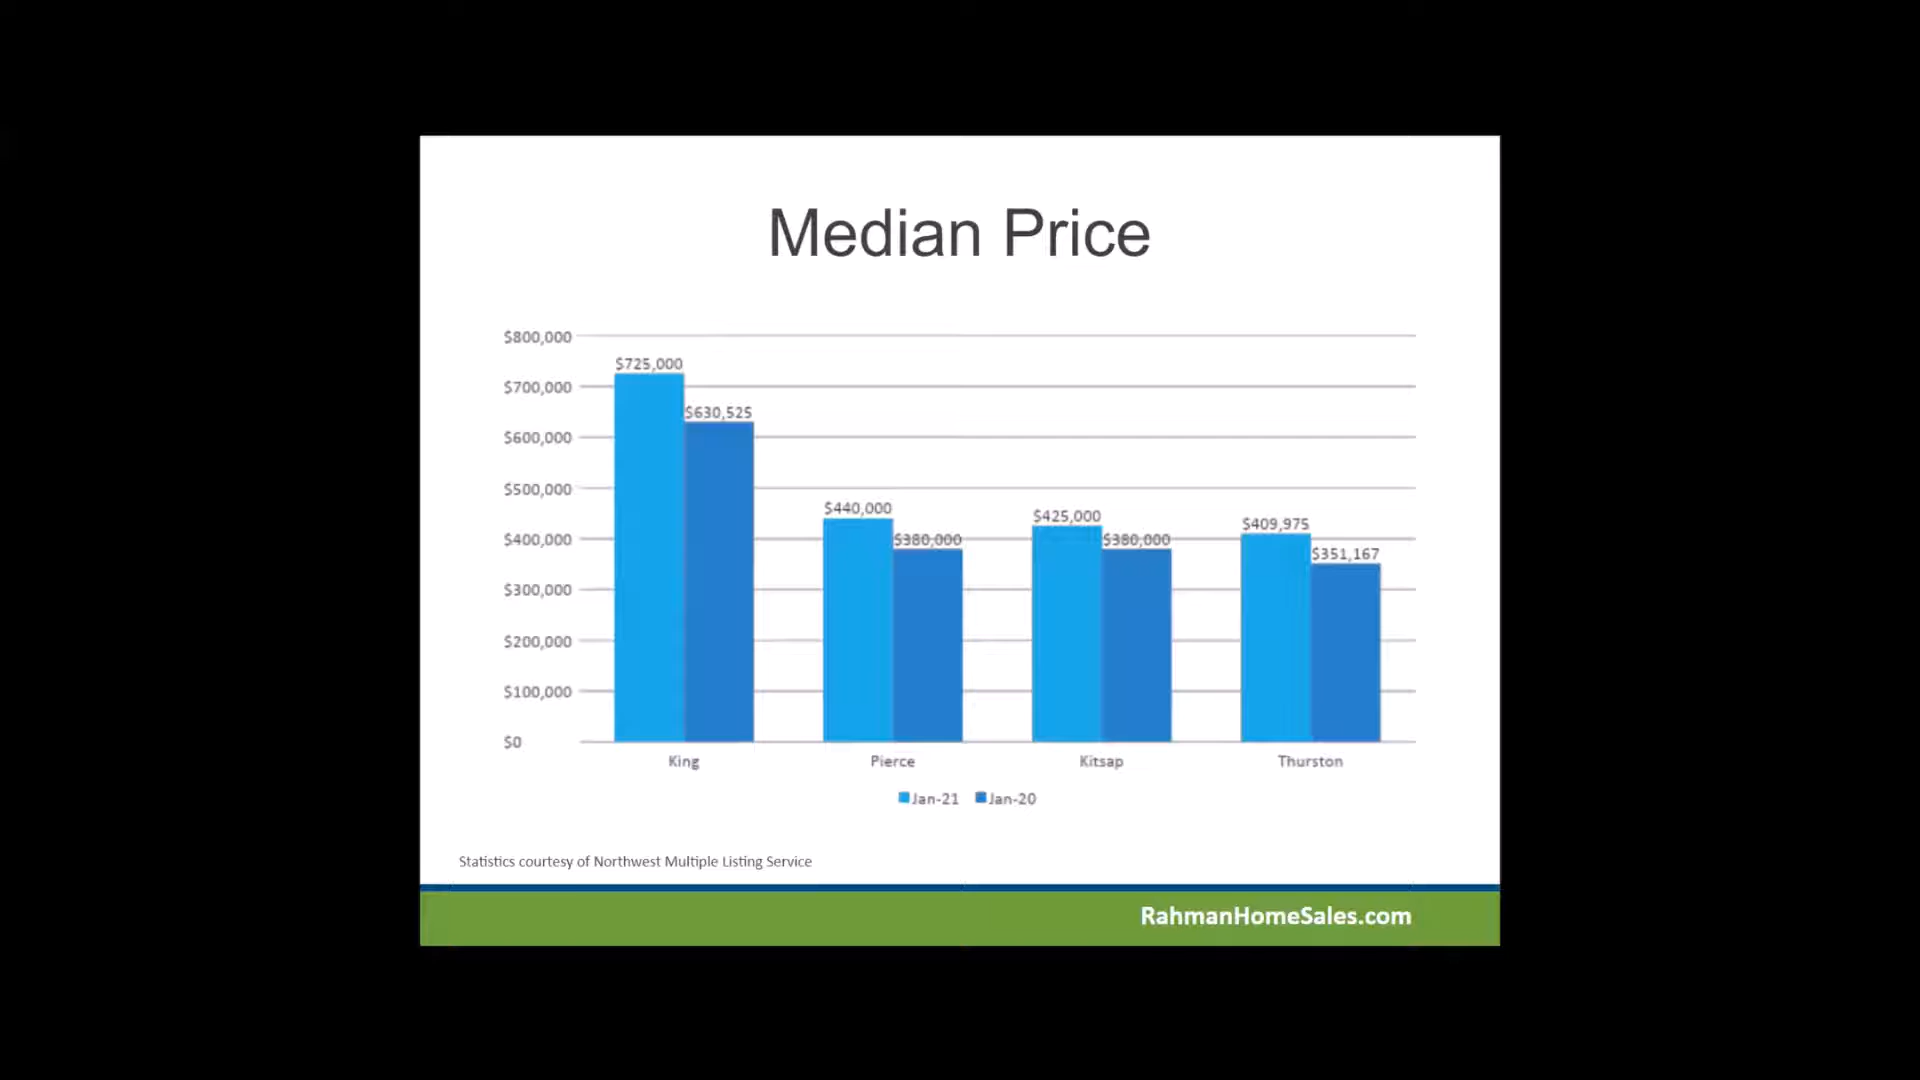 Median Price
$800,000
$725,000
$700,000
$630,525
$600,000
$500,000
$440,000
$425,000
$409,975
$400,000
$380,000
$380,000
$351,167
$300,000
$200,000
$100,000
$0
King
Pierce
Kitsap
Thurston
Jan-21
Jan-20
Statistics courtesy of Northwest Multiple Listing Service
RahmanHomeSales.com